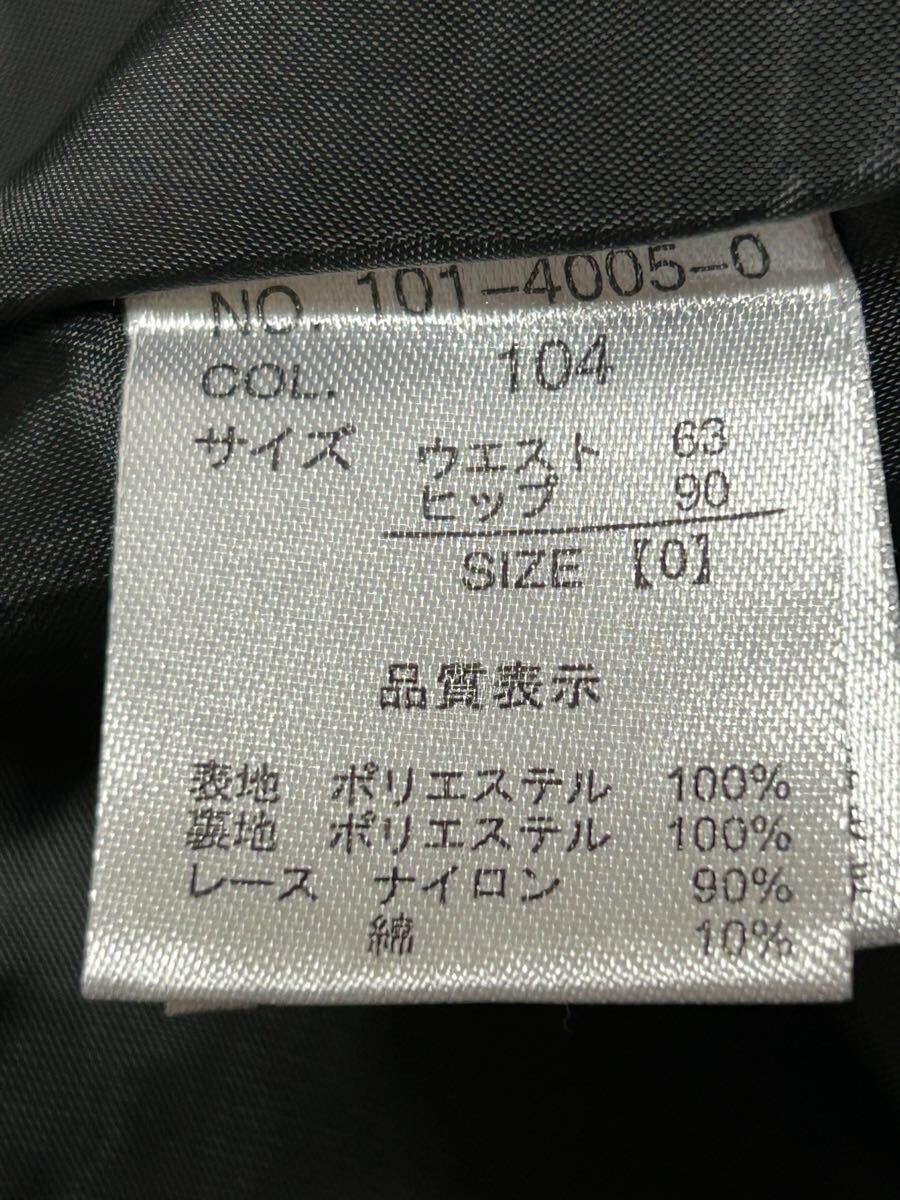 NO. 101-4005-0
COL. 104
サイズ ウエスト 63
ヒップ 90
SIZE 【0】
品質表示
表地 ポリエステル 100%
裏地 ポリエステル 100%
レース ナイロン 90%
綿 10%